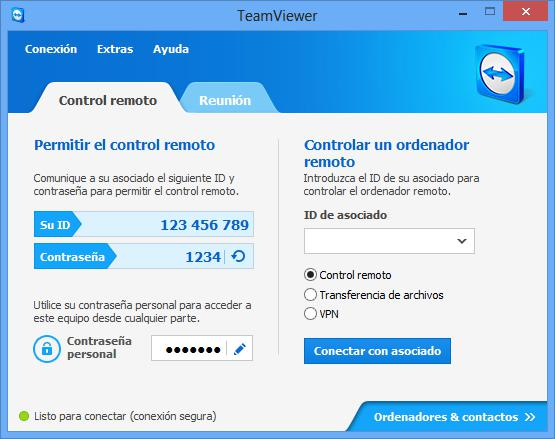 TeamViewer
Conexión Extras Ayuda
Control remoto
Reunión
Permitir el control remoto
Comunique a su asociado el siguiente ID y
contraseña para permitir el control remoto.
Su ID 123 456 789
Contraseña 1234
Utilice su contraseña personal para acceder a
este equipo desde cualquier parte.
Contraseña
personal
Controlar un ordenador
remoto
Introduzca el ID de su asociado para
controlar el ordenador remoto.
ID de asociado
Control remoto
Transferencia de archivos
VPN
Conectar con asociado
Listo para conectar (conexión segura)
Ordenadores & contactos >>